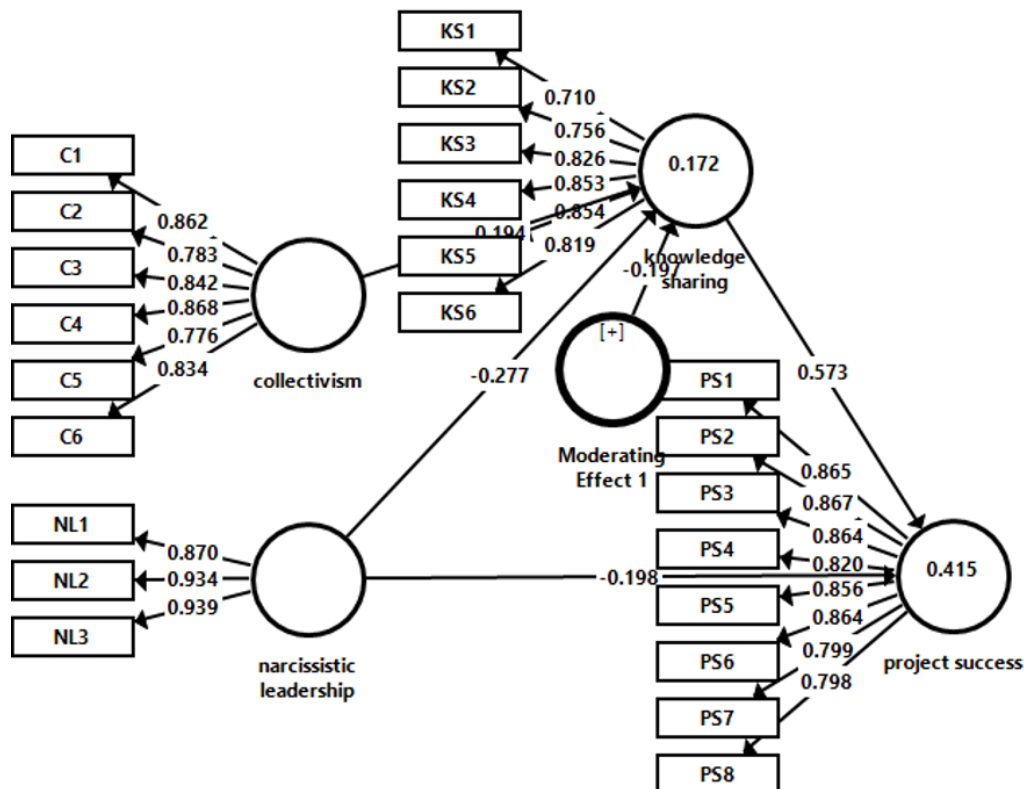 KS1
KS2
KS3
KS4
KS5
KS6
0.710
0.756
0.826
0.853
0.854
0.819
0.194
0.172
knowledge
sharing
-0.197
C1
C2
C3
C4
C5
C6
0.862
0.783
0.842
0.868
0.776
0.834
collectivism
[+]
Moderating
Effect 1
-0.277
0.573
NL1
NL2
NL3
0.870
0.934
0.939
narcissistic
leadership
-0.198
PS1
PS2
PS3
PS4
PS5
PS6
PS7
PS8
0.865
0.867
0.864
0.820
0.856
0.864
0.799
0.798
0.415
project success